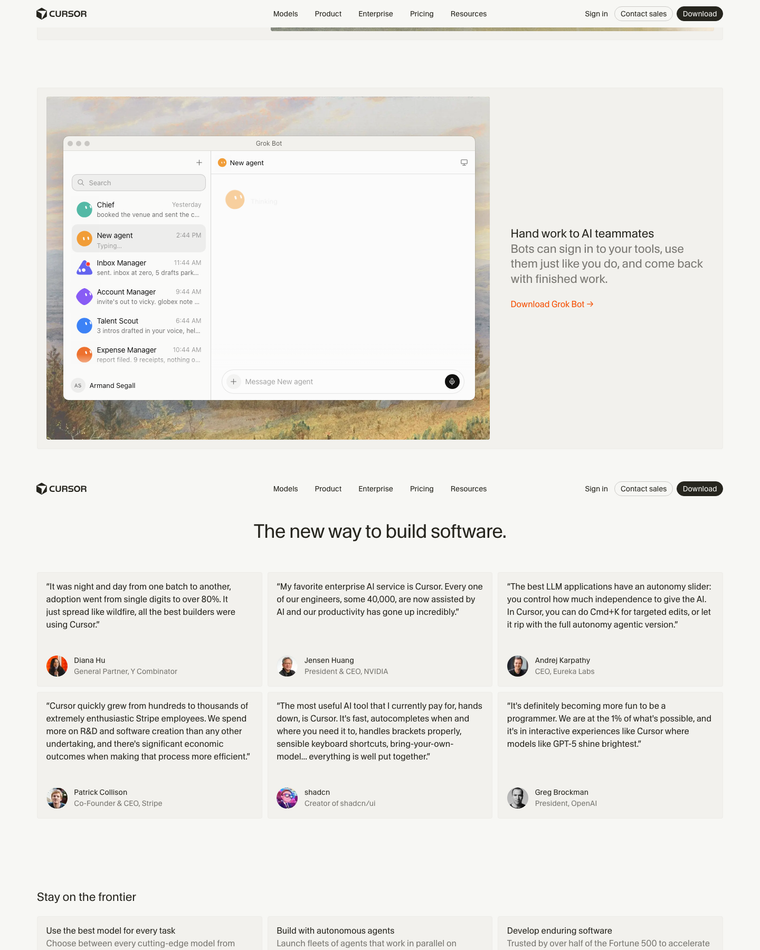 CURSOR
Models Product Enterprise Pricing Resources
Sign in Contact sales Download
Grok Bot
Search
Chief Yesterday
booked the venue and sent the c...
New agent 2:44 PM
Typing...
Inbox Manager 11:44 AM
sent. inbox at zero, 5 drafts park...
Account Manager 9:44 AM
invite's out to vicky. globex note ...
Talent Scout 6:44 AM
3 intros drafted in your voice, hel...
Expense Manager 10:44 AM
report filed. 9 receipts, nothing o...
AS Armand Segall
New agent
Message New agent
Hand work to AI teammates
Bots can sign in to your tools, use
them just like you do, and come back
with finished work.
Download Grok Bot →
CURSOR
Models Product Enterprise Pricing Resources
Sign in Contact sales Download
The new way to build software.
“It was night and day from one batch to another,
adoption went from single digits to over 80%. It
just spread like wildfire, all the best builders were
using Cursor.”
Diana Hu
General Partner, Y Combinator
“My favorite enterprise AI service is Cursor. Every one
of our engineers, some 40,000, are now assisted by
AI and our productivity has gone up incredibly.”
Jensen Huang
President & CEO, NVIDIA
“The best LLM applications have an autonomy slider:
you control how much independence to give the AI.
In Cursor, you can do Cmd+K for targeted edits, or let
it rip with the full autonomy agentic version.”
Andrej Karpathy
CEO, Eureka Labs
“Cursor quickly grew from hundreds to thousands of
extremely enthusiastic Stripe employees. We spend
more on R&D and software creation than any other
undertaking, and there's significant economic
outcomes when making that process more efficient.”
Patrick Collison
Co-Founder & CEO, Stripe
“The most useful AI tool that I currently pay for, hands
down, is Cursor. It's fast, autocompletes when and
where you need it to, handles brackets properly,
sensible keyboard shortcuts, bring-your-own-
model... everything is well put together.”
shadcn
Creator of shadcn/ui
“It's definitely becoming more fun to be a
programmer. We are at the 1% of what's possible, and
it's in interactive experiences like Cursor where
models like GPT-5 shine brightest.”
Greg Brockman
President, OpenAI
Stay on the frontier
Use the best model for every task
Choose between every cutting-edge model from
Build with autonomous agents
Launch fleets of agents that work in parallel on
Develop enduring software
Trusted by over half of the Fortune 500 to accelerate